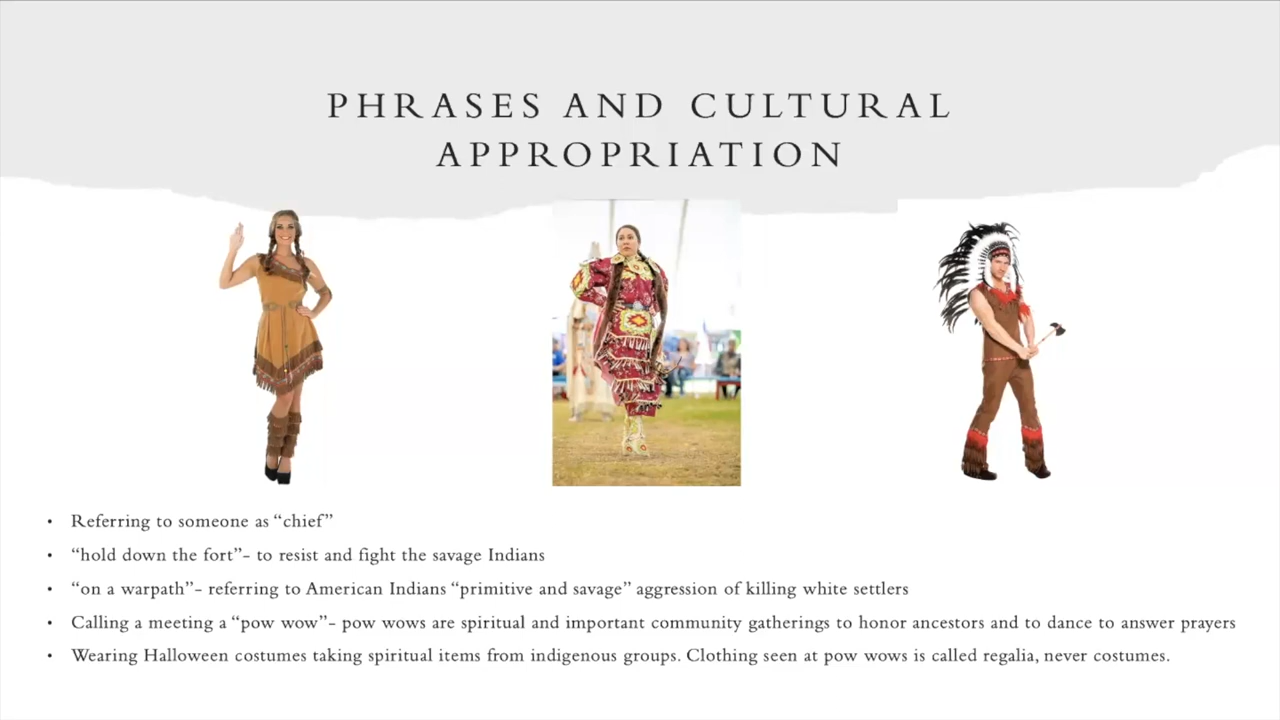 PHRASES AND CULTURAL
APPROPRIATION
• Referring to someone as “chief”
• “hold down the fort”- to resist and fight the savage Indians
• “on a warpath”- referring to American Indians “primitive and savage” aggression of killing white settlers
• Calling a meeting a “pow wow”- pow wows are spiritual and important community gatherings to honor ancestors and to dance to answer prayers
• Wearing Halloween costumes taking spiritual items from indigenous groups. Clothing seen at pow wows is called regalia, never costumes.